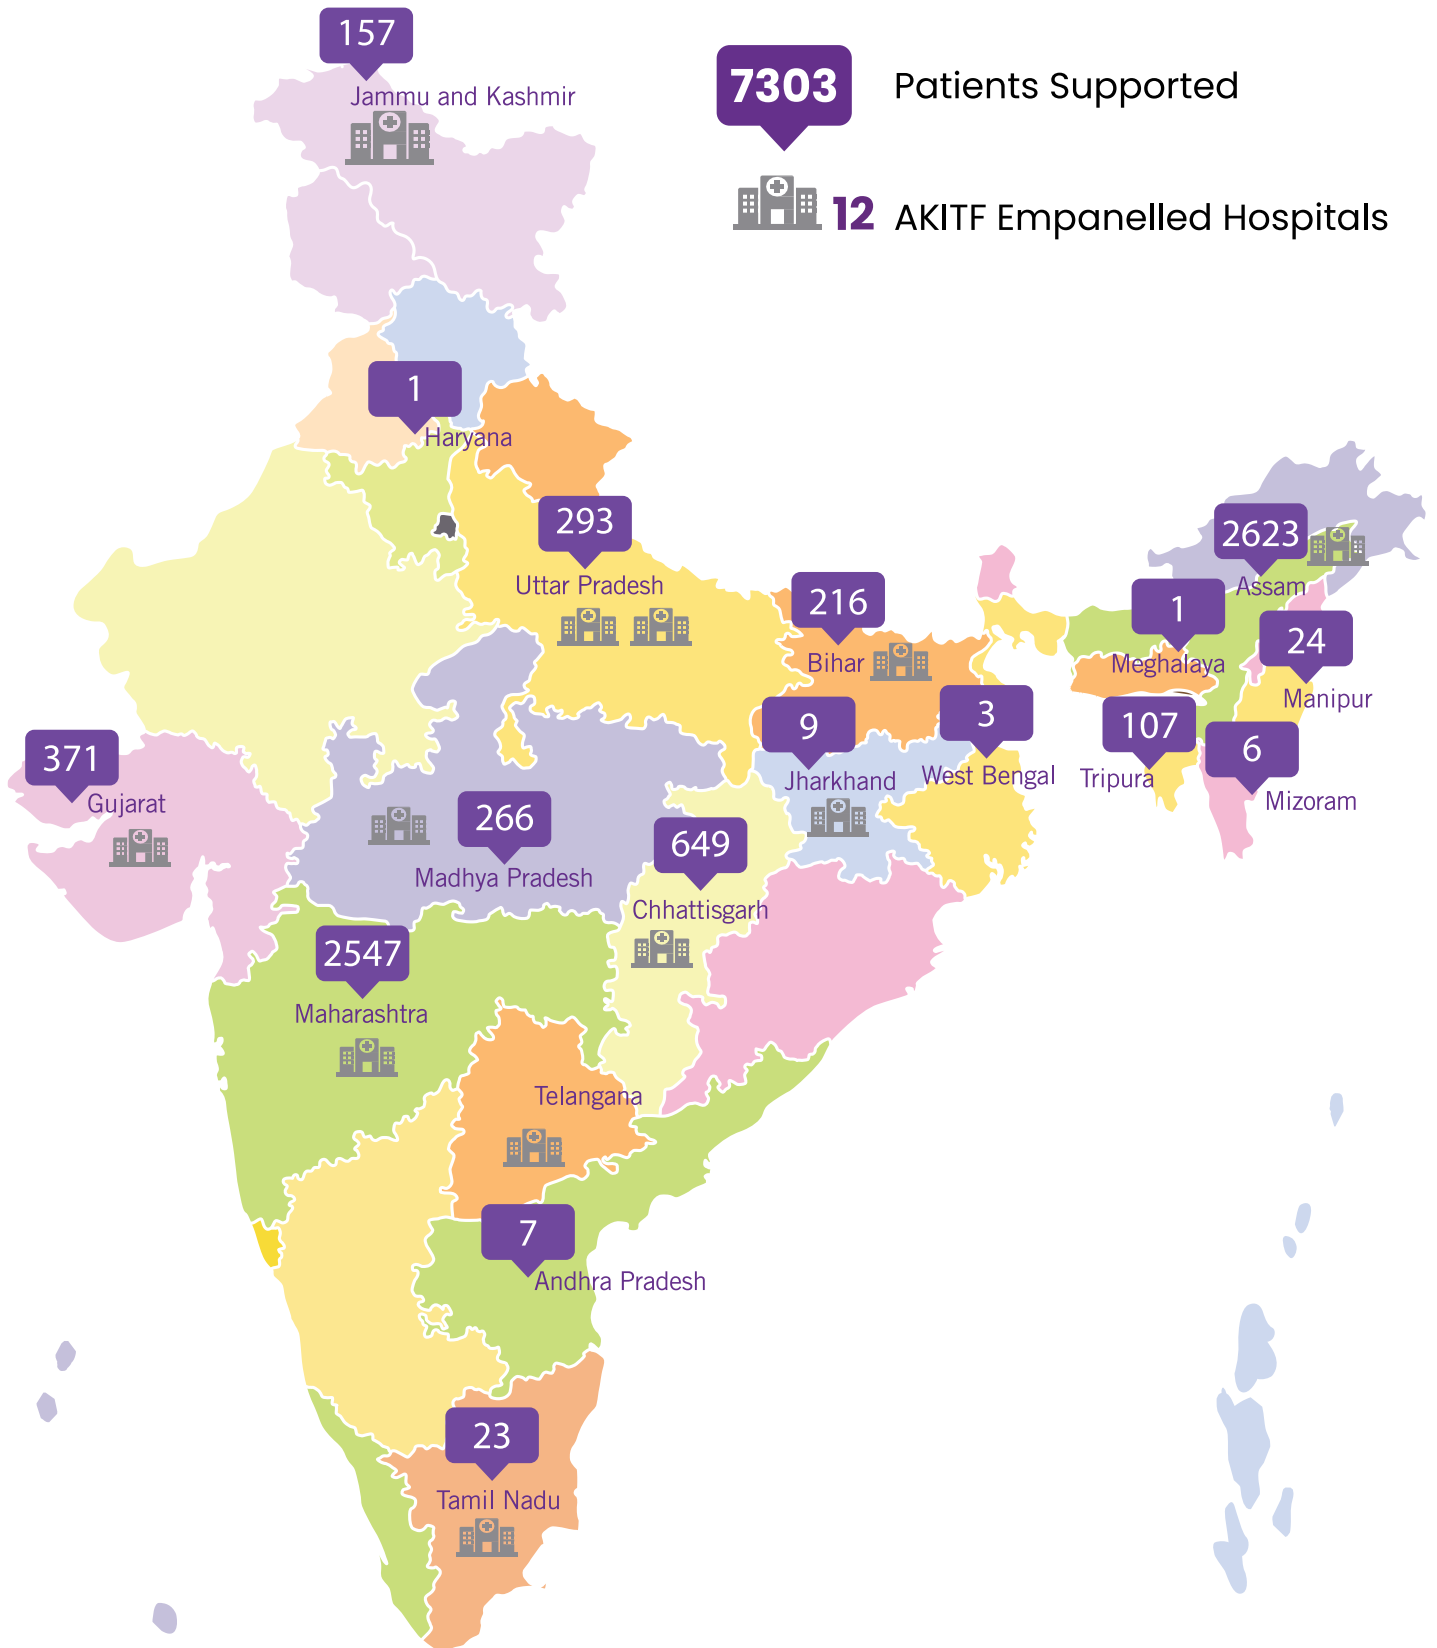 157
Jammu and Kashmir
7303 Patients Supported
12 AKITF Empanelled Hospitals
1
Haryana
293
Uttar Pradesh
216
Bihar
2623
Assam
1
Meghalaya
24
Manipur
371
Gujarat
266
Madhya Pradesh
9
Jharkhand
3
West Bengal
107
Tripura
6
Mizoram
649
Chhattisgarh
2547
Maharashtra
Telangana
7
Andhra Pradesh
23
Tamil Nadu